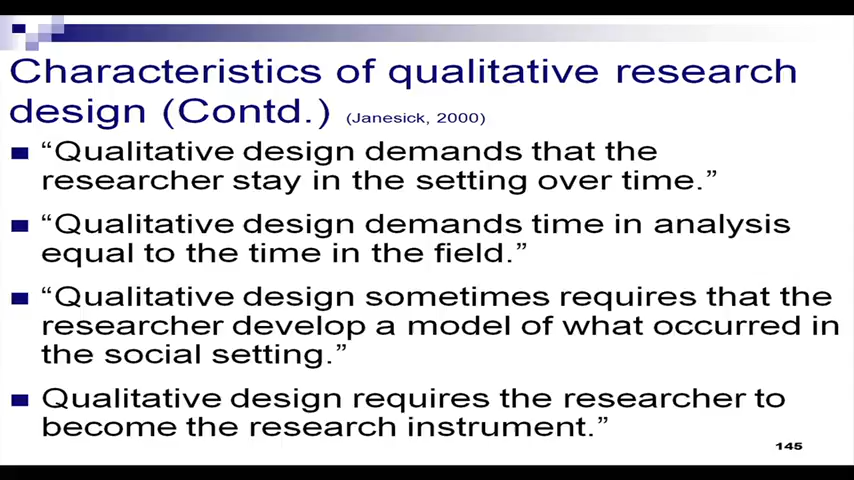 Characteristics of qualitative research
design (Contd.) (Janesick, 2000)
“Qualitative design demands that the
researcher stay in the setting over time.”
“Qualitative design demands time in analysis
equal to the time in the field.”
“Qualitative design sometimes requires that the
researcher develop a model of what occurred in
the social setting.”
Qualitative design requires the researcher to
become the research instrument.”
145